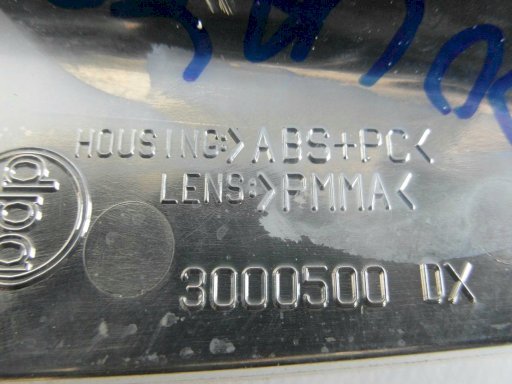 HOUSING:>ABS+PC<
LENS:>PMMA<
3000500 DX